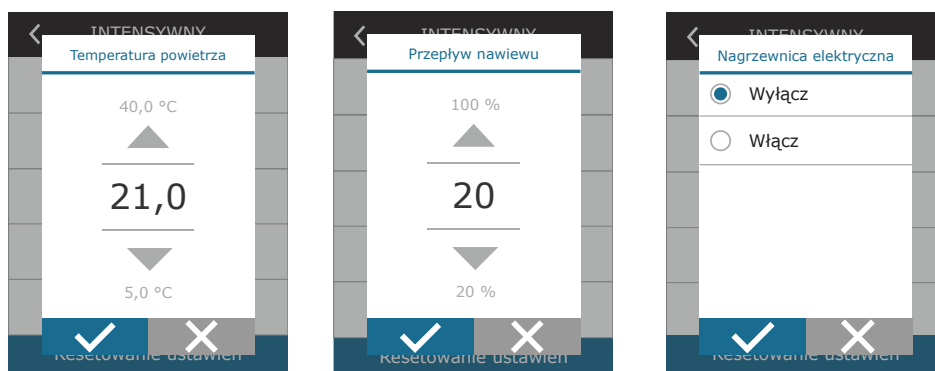 INTENSYWNY
Temperatura powietrza
40,0 °C
21,0
5,0 °C
Resetowanie ustawień
INTENSYWNY
Przepływ nawiewu
100 %
20
20 %
Resetowanie ustawień
INTENSYWNY
Nagrzewnica elektryczna
Wyłącz
Włącz
Resetowanie ustawień